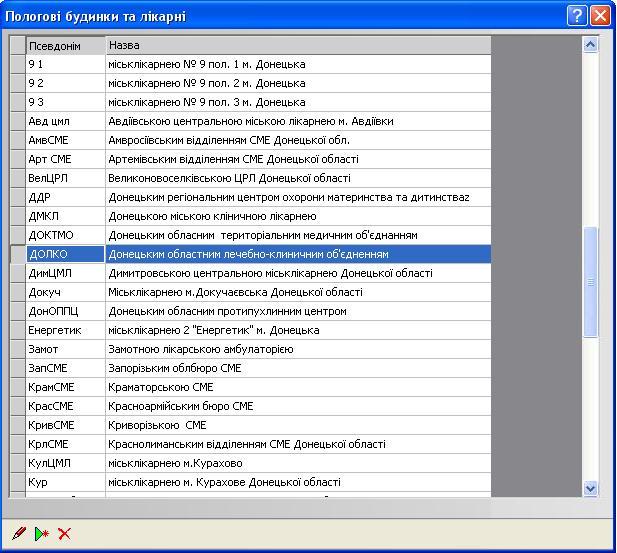 Пологові будинки та лікарні
Псевдонім Назва
9 1 міськлікарнею № 9 пол. 1 м. Донецька
9 2 міськлікарнею № 9 пол. 2 м. Донецька
9 3 міськлікарнею № 9 пол. 3 м. Донецька
Авд цмл Авдіївською центральною міською лікарнею м. Авдіївки
АмвСМЕ Амвросіївським відділенням СМЕ Донецької обл.
Арт СМЕ Артемівським відділенням СМЕ Донецької області
ВелЦРЛ Великоновоселківською ЦРЛ Донецької області
ДДР Донецьким регіональним центром охорони материнства та дитинстваz
ДМКЛ Донецькою міською клінічною лікарнею
ДОКТМО Донецьким обласним територіальним медичним об'єднанням
ДОЛКО Донецьким областним лечебно-клиничним об'єдненням
ДимЦМЛ Димитровською центральною міськлікарнею Донецької області
Докуч Міськлікарнею м.Докучаєвська Донецької області
ДонОППЦ Донецьким обласним протипухлинним центром
Енергетик міськлікарнею 2 "Енергетик" м. Донецька
Замот Замотною лікарською амбулаторією
ЗапСМЕ Запорізьким облбюро СМЕ
КрамСМЕ Краматорською СМЕ
КрасСМЕ Красноармійським бюро СМЕ
КривСМЕ Криворізькою СМЕ
КрлСМЕ Краснолиманським відділенням СМЕ Донецької області
КулЦМЛ міськлікарнею м.Курахово
Кур міськлікарнею м. Курахове Донецької області